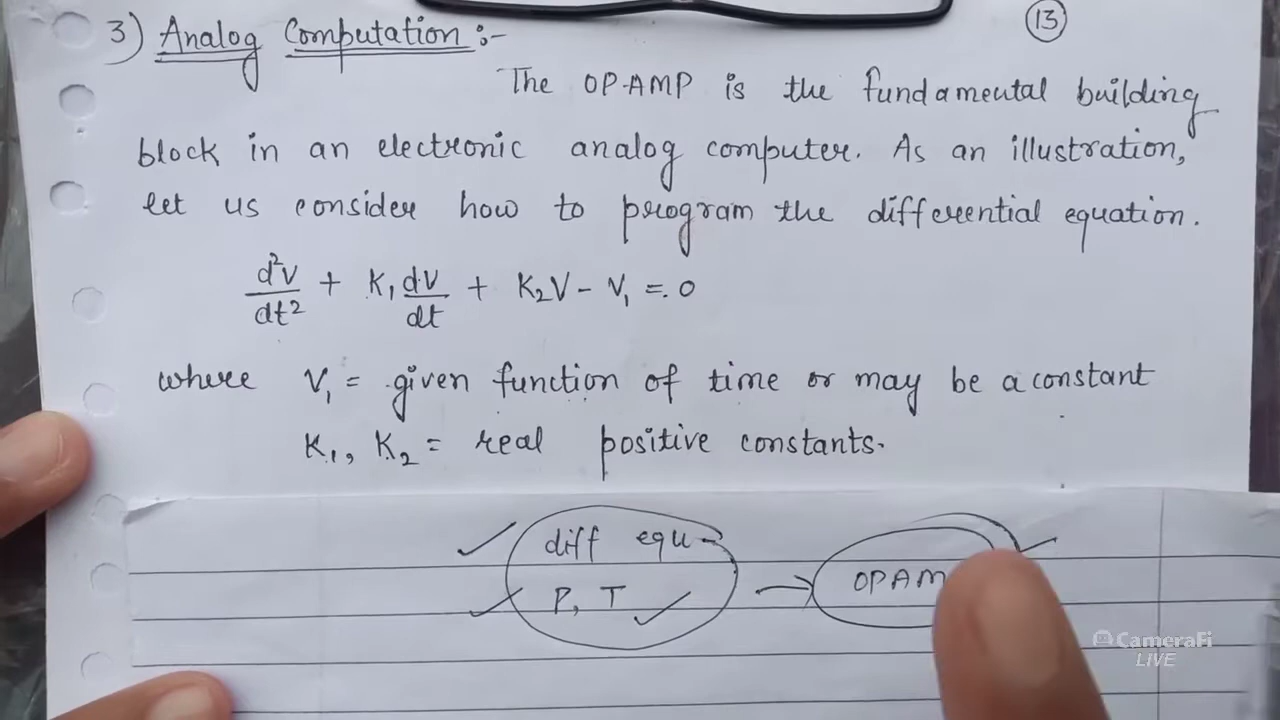 13
3) Analog Computation :-
The OP-AMP is the fundamental building
block in an electronic analog computer. As an illustration,
let us consider how to program the differential equation.
d²v/dt² + K₁ dv/dt + K₂V - V₁ = 0
where V₁ = given function of time or may be a constant
K₁, K₂ = real positive constants.
diff equ
P, T → OPAM
CameraFi
LIVE